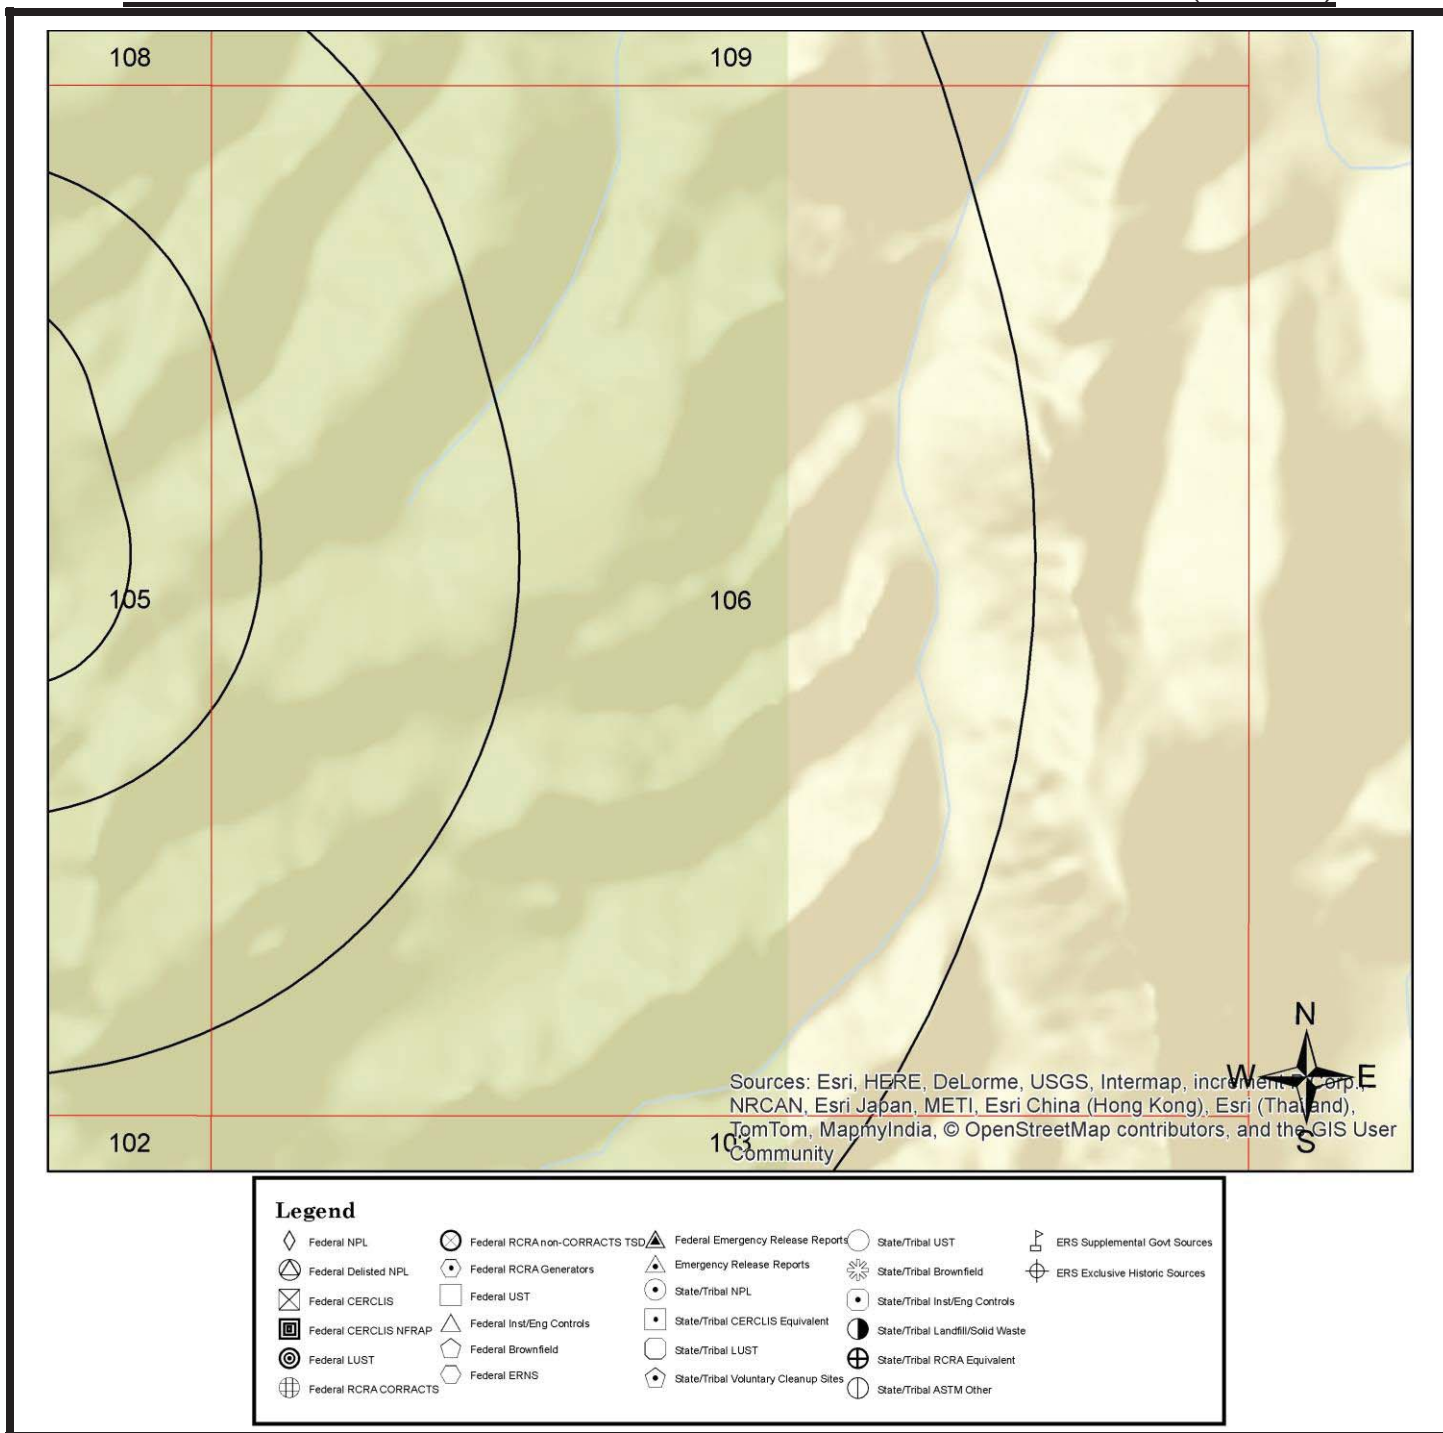 108
109
105
106
N
W E
S
Sources: Esri, HERE, DeLorme, USGS, Intermap, increment P Corp.,
NRCAN, Esri Japan, METI, Esri China (Hong Kong), Esri (Thailand),
TomTom, MapmyIndia, © OpenStreetMap contributors, and the GIS User
Community
102
103
Legend
Federal NPL
Federal Delisted NPL
Federal CERCLIS
Federal CERCLIS NFRAP
Federal LUST
Federal RCRA CORRACTS
Federal RCRA non-CORRACTS TSD
Federal RCRA Generators
Federal UST
Federal Inst/Eng Controls
Federal Brownfield
Federal ERNS
Federal Emergency Release Reports
Emergency Release Reports
State/Tribal NPL
State/Tribal CERCLIS Equivalent
State/Tribal LUST
State/Tribal Voluntary Cleanup Sites
State/Tribal UST
State/Tribal Brownfield
State/Tribal Inst/Eng Controls
State/Tribal Landfill/Solid Waste
State/Tribal RCRA Equivalent
State/Tribal ASTM Other
ERS Supplemental Govt Sources
ERS Exclusive Historic Sources